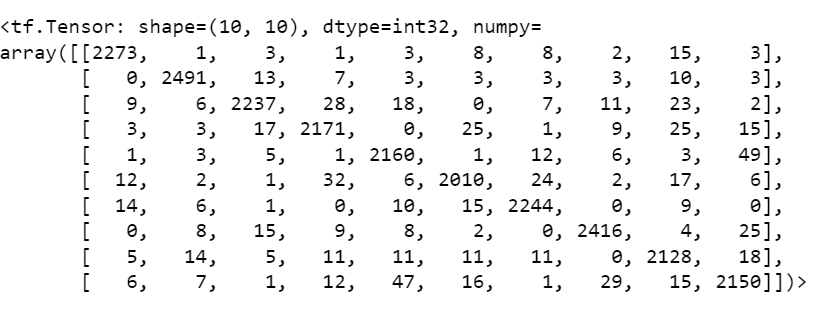 <tf.Tensor: shape=(10, 10), dtype=int32, numpy=
array([[2273, 1, 3, 1, 3, 8, 8, 2, 15, 3],
[ 0, 2491, 13, 7, 3, 3, 3, 3, 10, 3],
[ 9, 6, 2237, 28, 18, 0, 7, 11, 23, 2],
[ 3, 3, 17, 2171, 0, 25, 1, 9, 25, 15],
[ 1, 3, 5, 1, 2160, 1, 12, 6, 3, 49],
[ 12, 2, 1, 32, 6, 2010, 24, 2, 17, 6],
[ 14, 6, 1, 0, 10, 15, 2244, 0, 9, 0],
[ 0, 8, 15, 9, 8, 2, 0, 2416, 4, 25],
[ 5, 14, 5, 11, 11, 11, 11, 0, 2128, 18],
[ 6, 7, 1, 12, 47, 16, 1, 29, 15, 2150]])>